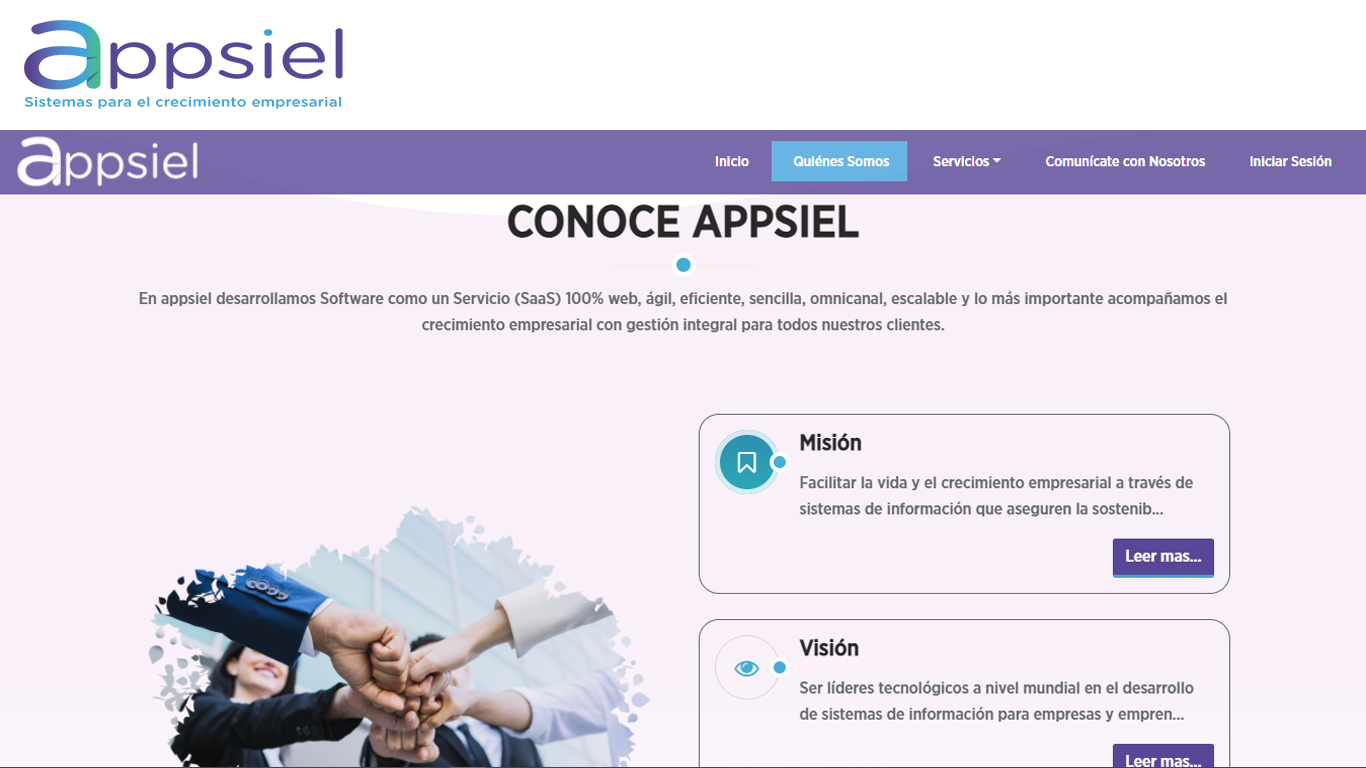 appsiel
Sistemas para el crecimiento empresarial
appsiel
Inicio
Quiénes Somos
Servicios
Comunícate con Nosotros
Iniciar Sesión
CONOCE APPSIEL
En appsiel desarrollamos Software como un Servicio (SaaS) 100% web, ágil, eficiente, sencilla, omnicanal, escalable y lo más importante acompañamos el
crecimiento empresarial con gestión integral para todos nuestros clientes.
Misión
Facilitar la vida y el crecimiento empresarial a través de
sistemas de información que aseguren la sostenib...
Leer mas...
Visión
Ser líderes tecnológicos a nivel mundial en el desarrollo
de sistemas de información para empresas y empren...
Leer mas...